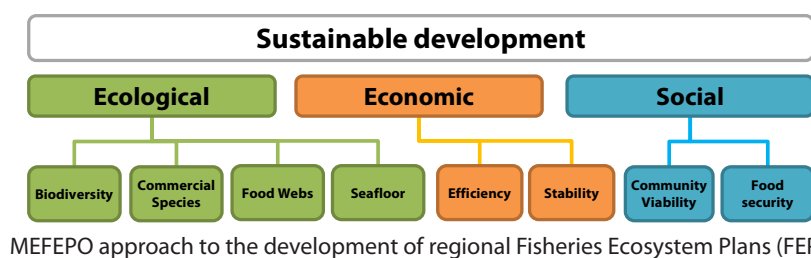 Sustainable development
Ecological Economic Social
Biodiversity Commercial Species Food Webs Seafloor Efficiency Stability Community Viability Food security
MEFEPO approach to the development of regional Fisheries Ecosystem Plans